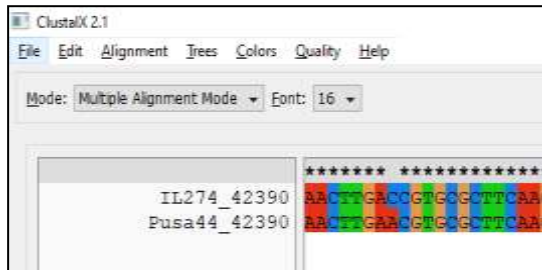 ClustalX 2.1
File Edit Alignment Trees Colors Quality Help
Mode: Multiple Alignment Mode Font: 16
******* ************
IL274_42390 AACTTGACCGTGCGCTTCAA
Pusa44_42390 AACTTGAACGTGCGCTTCAA